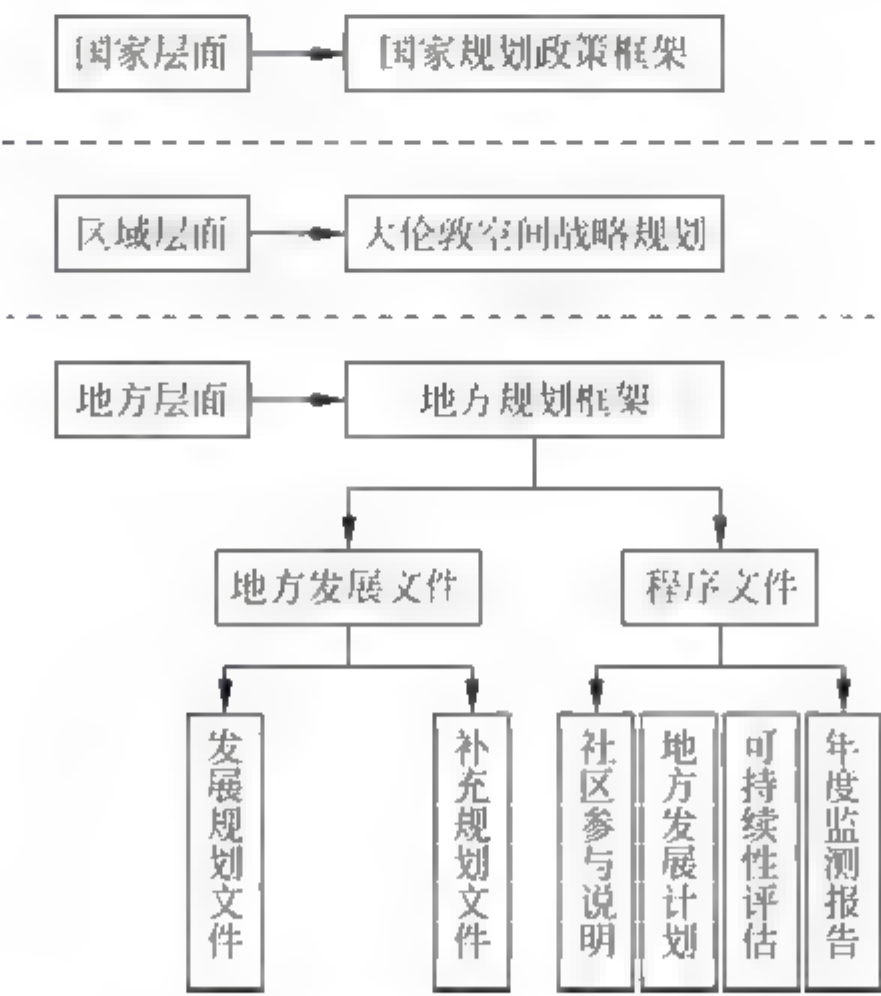 国家层面
国家规划政策框架
区域层面
大伦敦空间战略规划
地方层面
地方规划框架
地方发展文件
程序文件
发展规划文件
补充规划文件
社区参与说明
地方发展计划
可持续性评估
年度监测报告